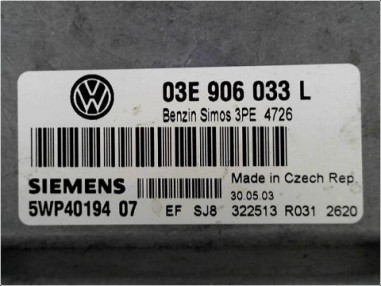 03E 906 033 L
Benzin Simos 3PE 4726
SIEMENS
Made in Czech Rep.
30.05.03
5WP40194 07 EF SJ8 322513 R031 2620